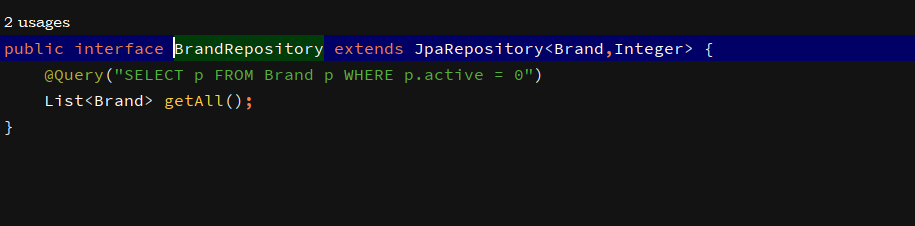 2 usages
public interface BrandRepository extends JpaRepository<Brand,Integer> {
    @Query("SELECT p FROM Brand p WHERE p.active = 0")
    List<Brand> getAll();
}